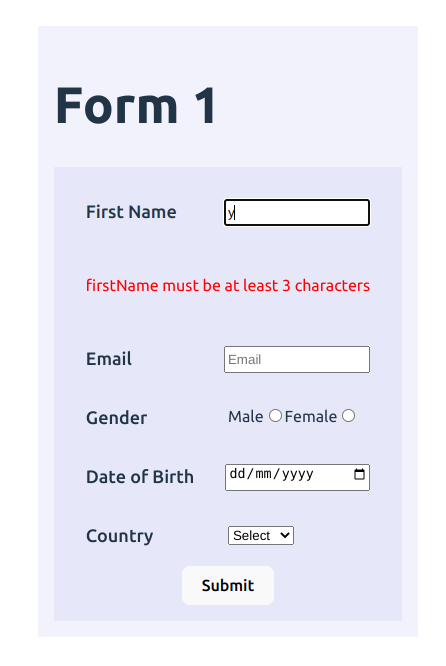 Form 1
First Name y
firstName must be at least 3 characters
Email Email
Gender Male Female
Date of Birth dd/mm/yyyy
Country Select
Submit